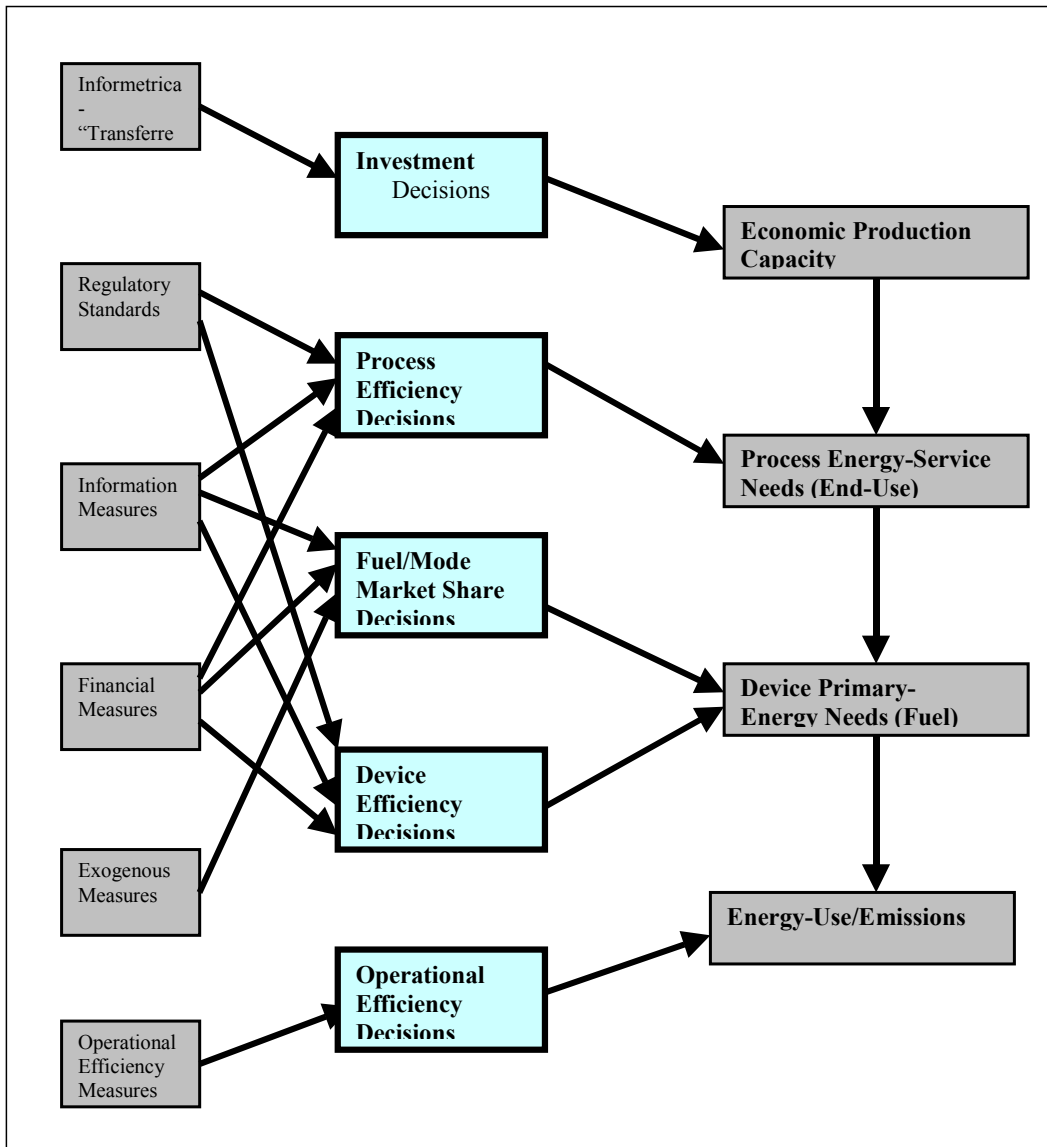 Informetrica
-
“Transferre
Investment
Decisions
Economic Production
Capacity
Regulatory
Standards
Process
Efficiency
Decisions
Information
Measures
Process Energy-Service
Needs (End-Use)
Fuel/Mode
Market Share
Decisions
Financial
Measures
Device Primary-
Energy Needs (Fuel)
Device
Efficiency
Decisions
Exogenous
Measures
Energy-Use/Emissions
Operational
Efficiency
Decisions
Operational
Efficiency
Measures